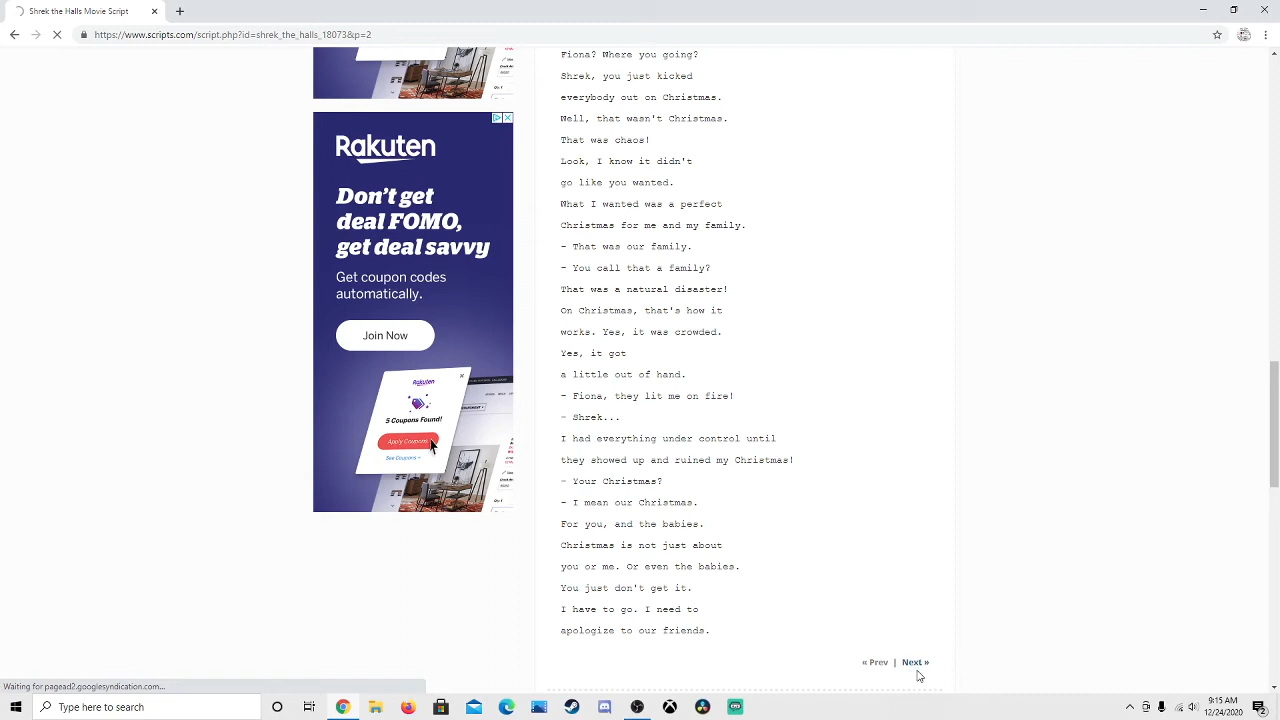 Shrek the Halls Movie Script
https://www.scripts.com/script.php?id=shrek_the_halls_18073&p=2
Fiona? Where you going?
Shrek, you just kicked
everybody out on Christmas.
Well, that wasn't Christmas.
That was chaos!
Look, I know it didn't
go like you wanted.
What I wanted was a perfect
Christmas for me and my family.
- That was our family.
- You call that a family?
That was a natural disaster!
On Christmas, that's how it
works. Yes, it was crowded.
Yes, it got
a little out of hand.
- Fiona, they lit me on fire!
- Shrek...
I had everything under control until
they showed up and ruined my Christmas!
- Your Christmas?
- I mean our Christmas.
For you, and the babies.
Christmas is not just about
you or me. Or even the babies.
You just don't get it.
I have to go. I need to
apologize to our friends.
« Prev | Next »
Rakuten
Don't get
deal FOMO,
get deal savvy
Get coupon codes
automatically.
Join Now
Rakuten
5 Coupons Found!
Apply Coupons
See Coupons
Waiting for pagead2.googlesyndication.com...
Type here to search
10:15 AM
12/14/2020